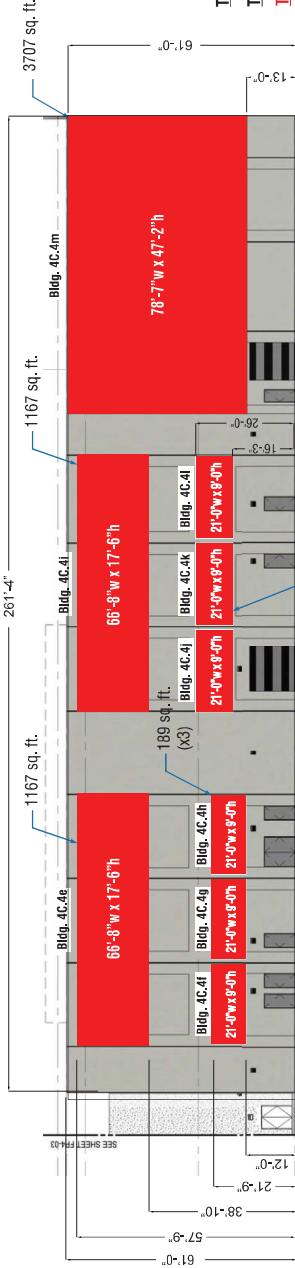 261'-4"
3707 sq. ft.
1167 sq. ft.
1167 sq. ft.
Bldg. 4C.4e
Bldg. 4C.4i
Bldg. 4C.4m
66'-8"w x 17'-6"h
66'-8"w x 17'-6"h
78'-7"w x 47'-2"h
189 sq. ft.
(x3)
Bldg. 4C.4f
Bldg. 4C.4g
Bldg. 4C.4h
Bldg. 4C.4j
Bldg. 4C.4k
Bldg. 4C.4l
21'-0"w x 9'-0"h
21'-0"w x 9'-0"h
21'-0"w x 9'-0"h
21'-0"w x 9'-0"h
21'-0"w x 9'-0"h
21'-0"w x 9'-0"h
SEE SHEET FP4-03
12'-0"
21'-9"
38'-10"
57'-9"
61'-0"
16'-3"
26'-0"
61'-0"
13'-0"
T
T
T